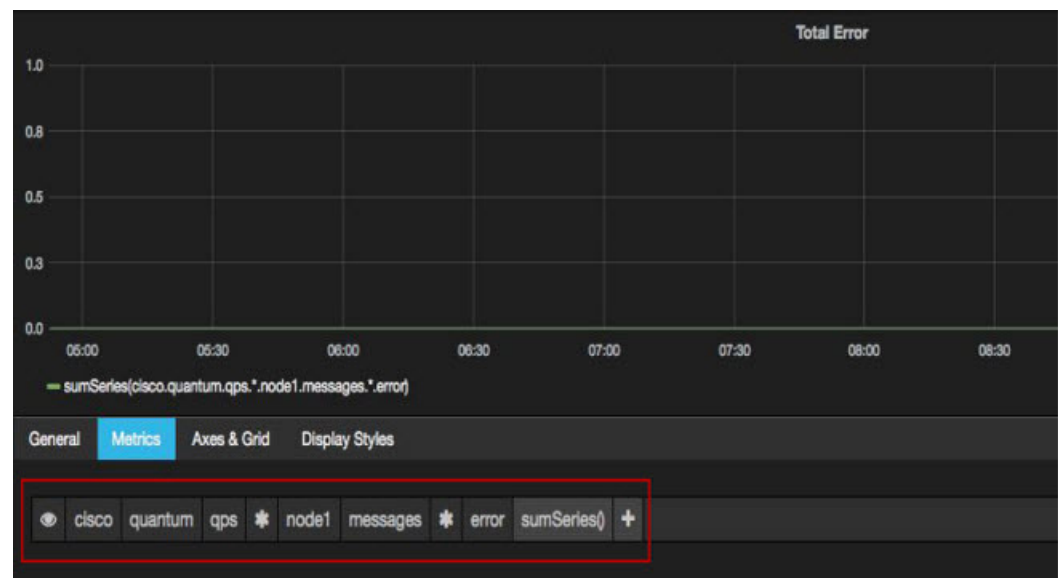 Total Error
1.0
0.8
0.5
0.3
0.0
05:00 05:30 06:00 06:30 07:00 07:30 08:00 08:30
sumSeries(cisco.quantum.qps.*.node1.messages.*.error)
General Metrics Axes & Grid Display Styles
cisco quantum qps * node1 messages * error sumSeries() +